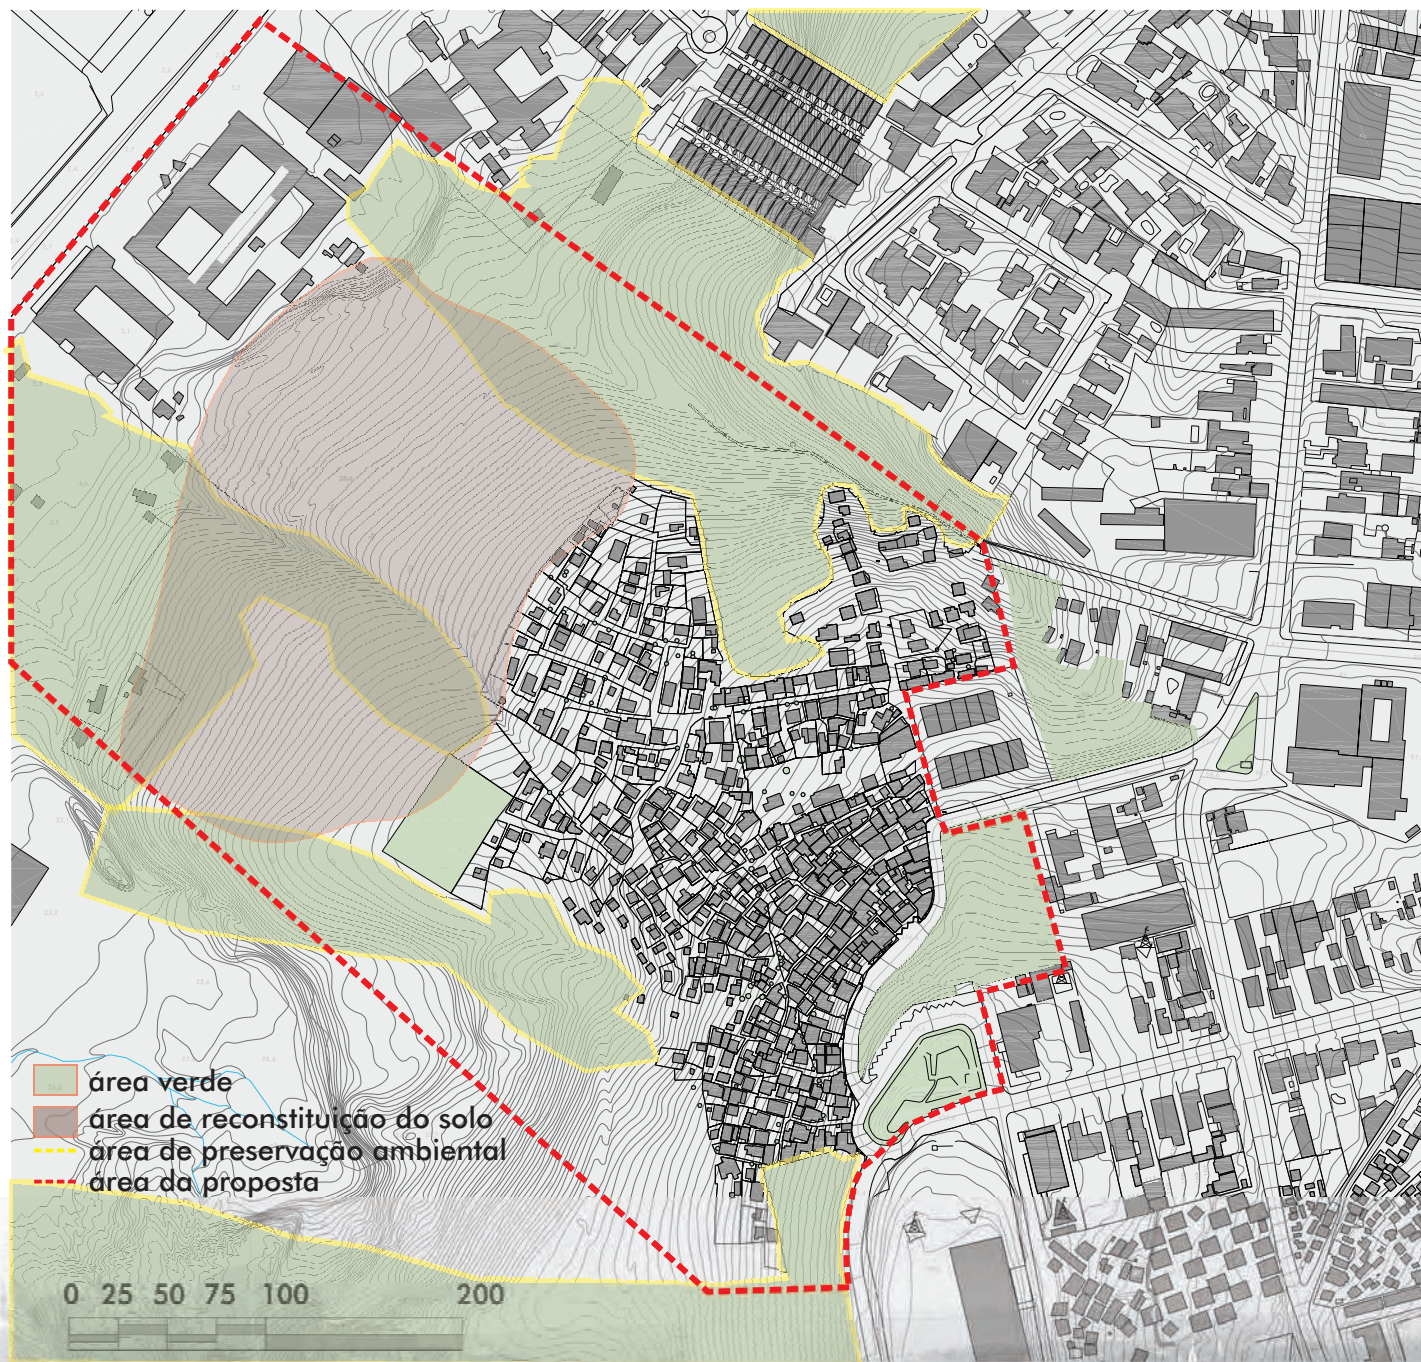 área verde
área de reconstituição do solo
área de preservação ambiental
área da proposta
0 25 50 75 100 200